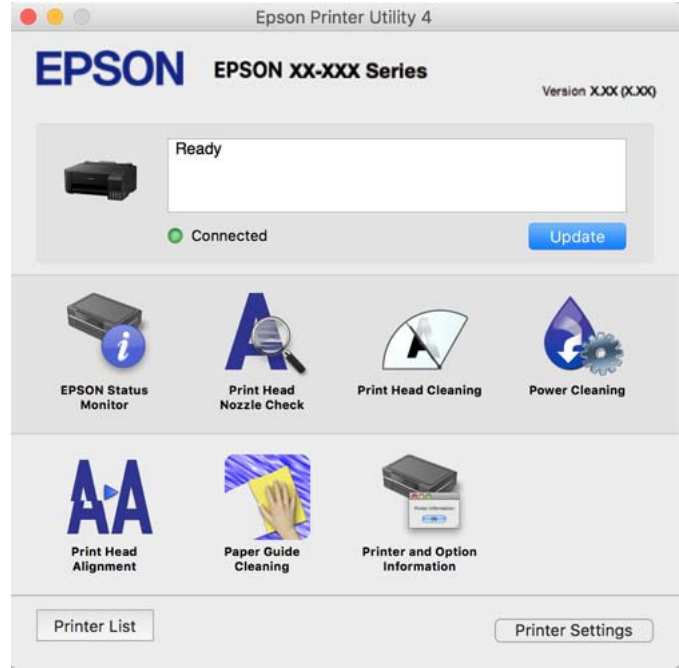 Epson Printer Utility 4
EPSON
EPSON XX-XXX Series
Version X.XX (X.XX)
Ready
Connected
Update
EPSON Status
Monitor
Print Head
Nozzle Check
Print Head Cleaning
Power Cleaning
Print Head
Alignment
Paper Guide
Cleaning
Printer and Option
Information
Printer List
Printer Settings